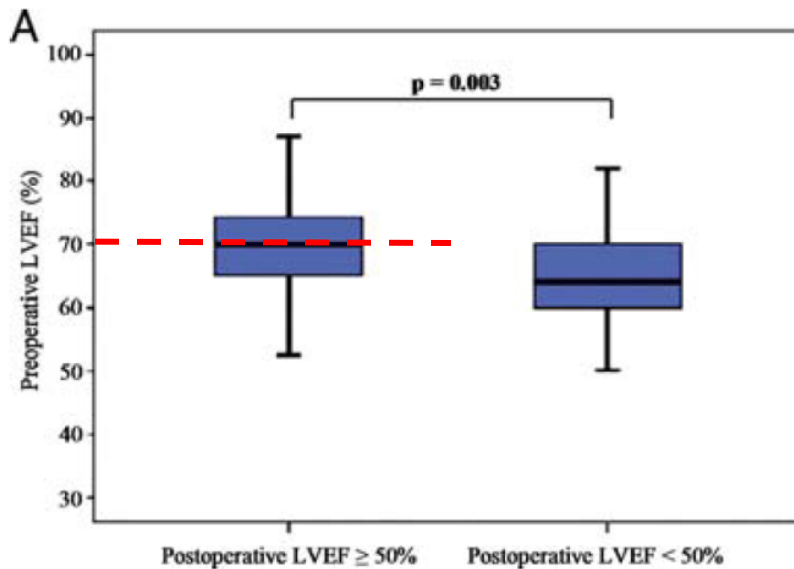 A
p = 0.003
Preoperative LVEF (%)
100
90
80
70
60
50
40
30
Postoperative LVEF ≥ 50%
Postoperative LVEF < 50%